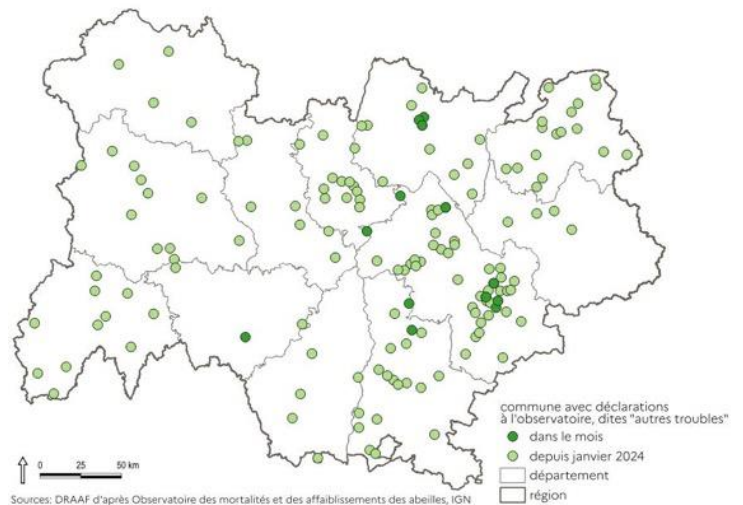 commune avec déclarations
à l'observatoire, dites "autres troubles"
dans le mois
depuis janvier 2024
département
région
0 25 50 km
Sources: DRAAF d'après Observatoire des mortalités et des affaiblissements des abeilles, IGN